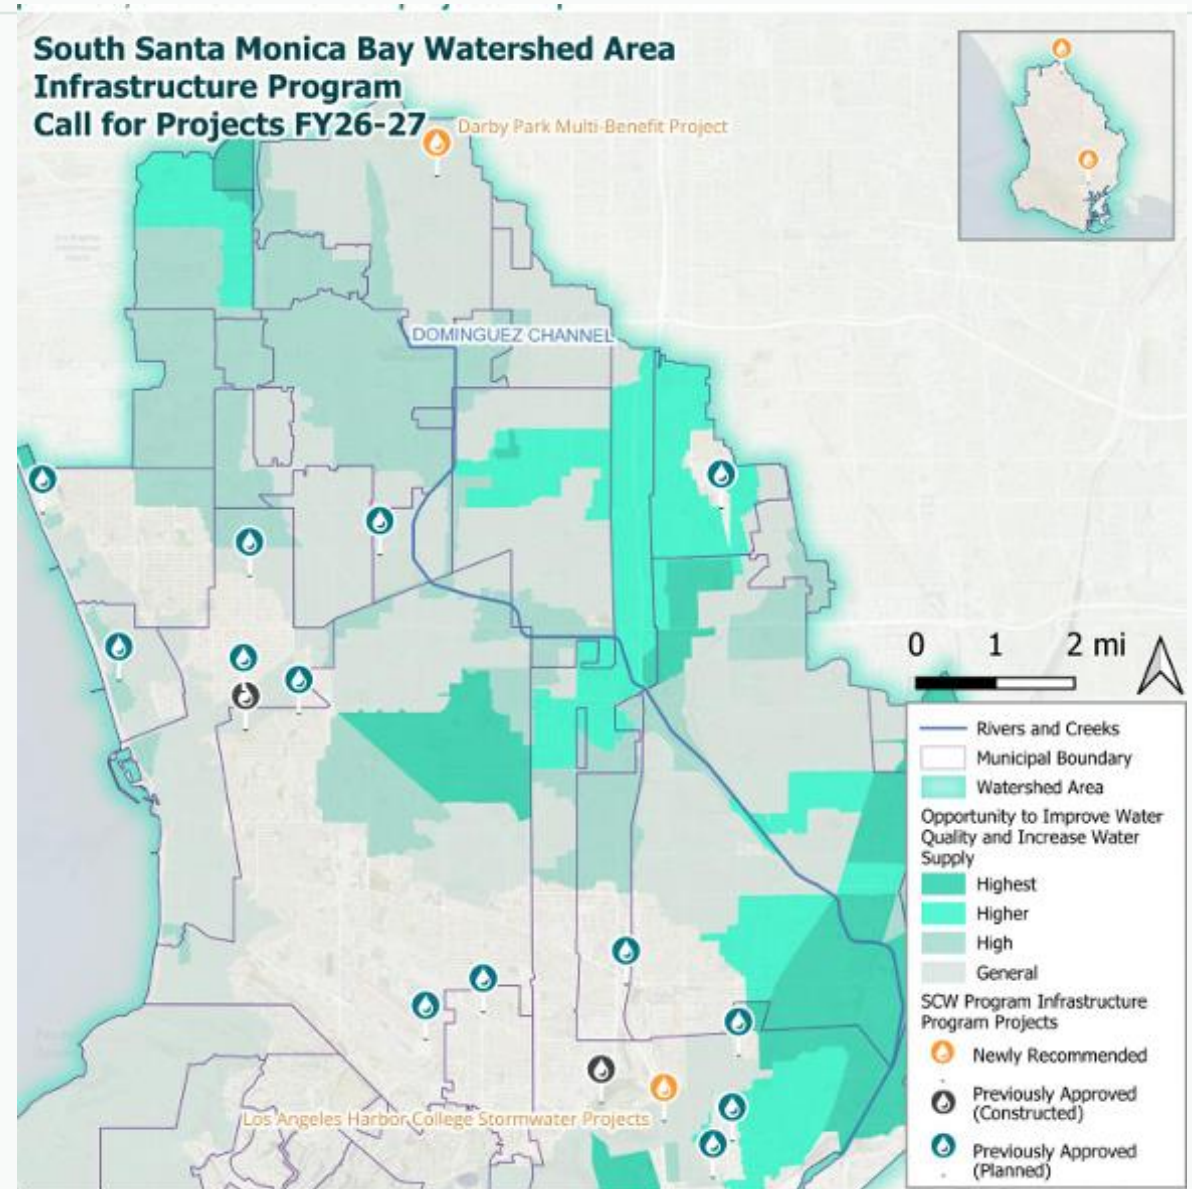 South Santa Monica Bay Watershed Area
Infrastructure Program
Call for Projects FY26-27
Darby Park Multi-Benefit Project
DOMINGUEZ CHANNEL
0 1 2 mi
Rivers and Creeks
Municipal Boundary
Watershed Area
Opportunity to Improve Water
Quality and Increase Water
Supply
Highest
Higher
High
General
SCW Program Infrastructure
Program Projects
Newly Recommended
Previously Approved
(Constructed)
Previously Approved
(Planned)
Los Angeles Harbor College Stormwater Projects